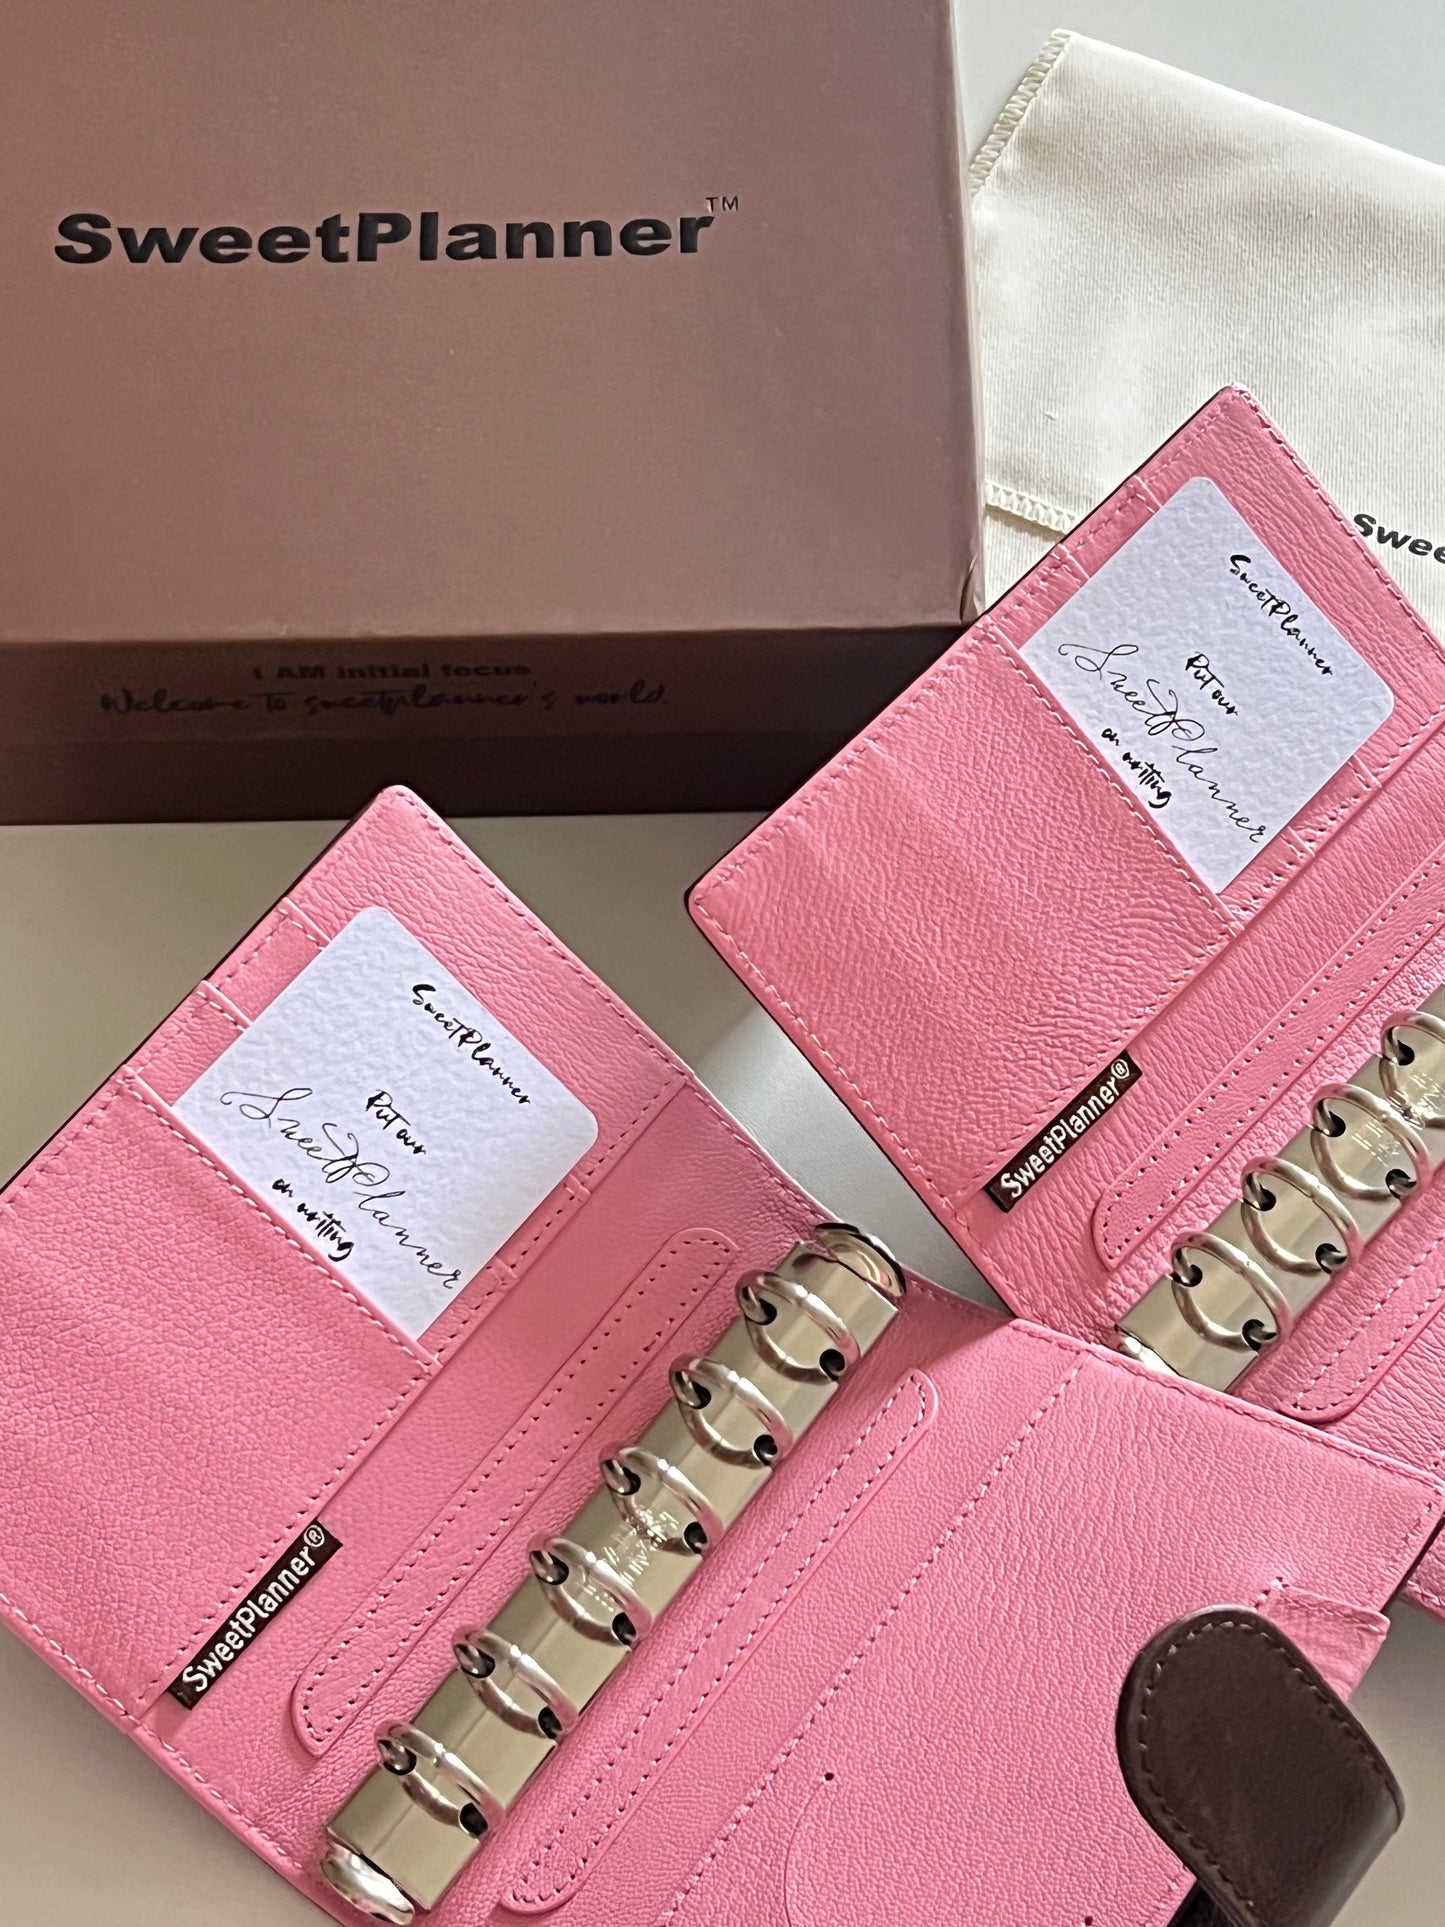 SweetPlanner™
I AM initial focus
Welcome To sweetplanner's world.
Swee
SweetPlanner
Put our
SweetPlanner
on writing
SweetPlanner®
SweetPlanner
Put our
SweetPlanner
on writing
SweetPlanner®